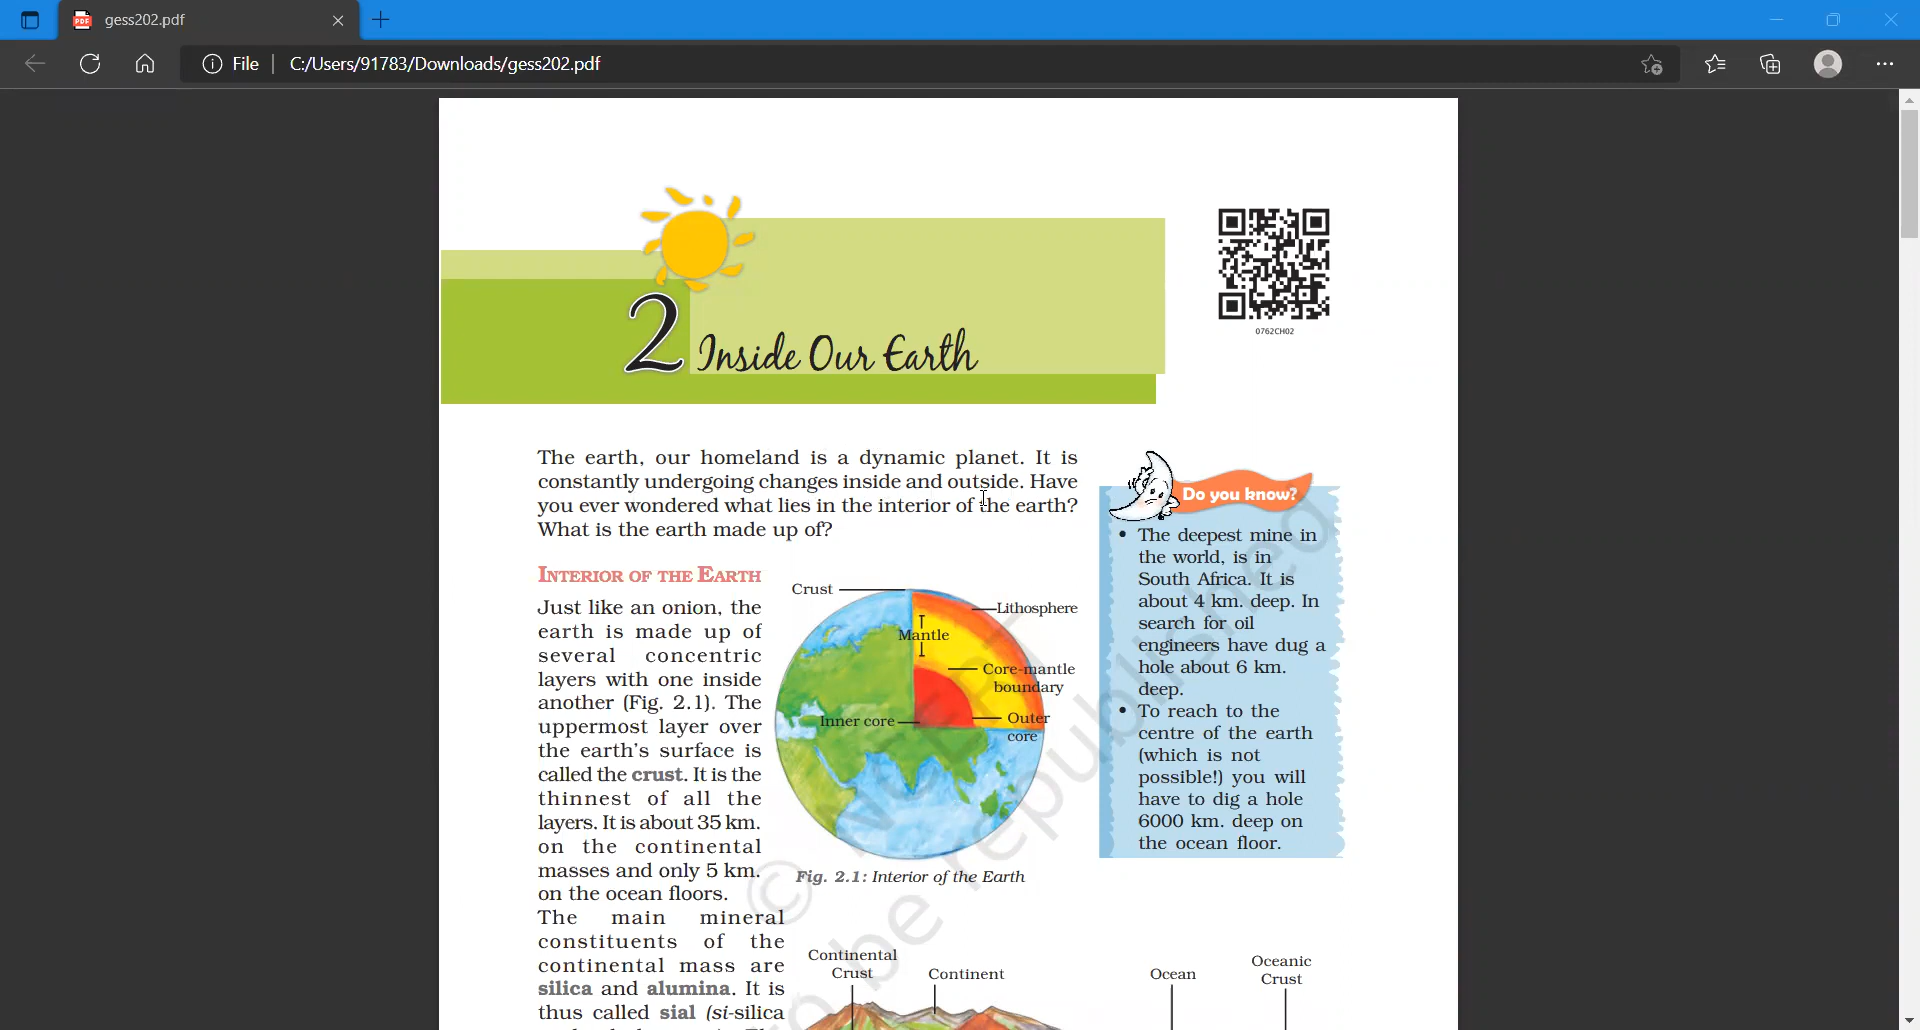 gess202.pdf
File
C:/Users/91783/Downloads/gess202.pdf
0762CH02
2 Inside Our Earth
The earth, our homeland is a dynamic planet. It is
constantly undergoing changes inside and outside. Have
you ever wondered what lies in the interior of the earth?
What is the earth made up of?
INTERIOR OF THE EARTH
Just like an onion, the
earth is made up of
several concentric
layers with one inside
another (Fig. 2.1). The
uppermost layer over
the earth's surface is
called the crust. It is the
thinnest of all the
layers. It is about 35 km.
on the continental
masses and only 5 km.
on the ocean floors.
The main mineral
constituents of the
continental mass are
silica and alumina. It is
thus called sial (si-silica
Crust
Lithosphere
Mantle
Core-mantle
boundary
Inner core
Outer
core
Fig. 2.1: Interior of the Earth
Do you know?
• The deepest mine in
the world, is in
South Africa. It is
about 4 km. deep. In
search for oil
engineers have dug a
hole about 6 km.
deep.
• To reach to the
centre of the earth
(which is not
possible!) you will
have to dig a hole
6000 km. deep on
the ocean floor.
Continental
Crust
Continent
Ocean
Oceanic
Crust
© NCERT
to be republished